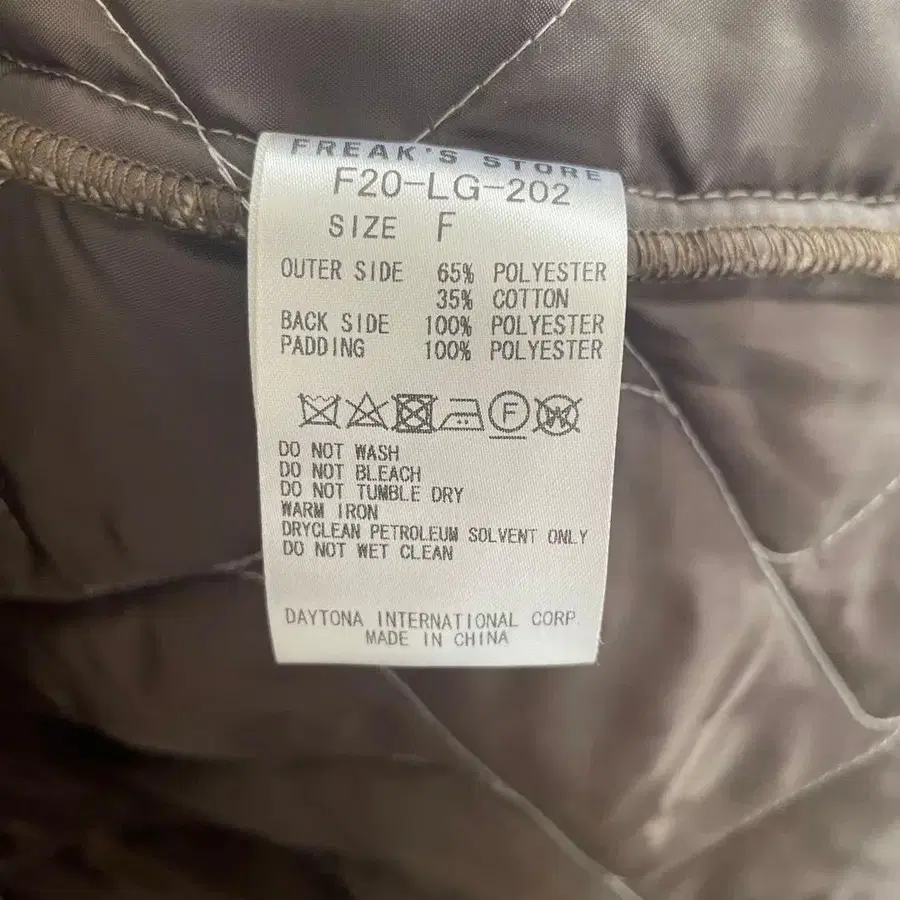 FREAK'S STORE
F20-LG-202
SIZE F
OUTER SIDE 65% POLYESTER
35% COTTON
BACK SIDE 100% POLYESTER
PADDING 100% POLYESTER
F W
DO NOT WASH
DO NOT BLEACH
DO NOT TUMBLE DRY
WARM IRON
DRYCLEAN PETROLEUM SOLVENT ONLY
DO NOT WET CLEAN
DAYTONA INTERNATIONAL CORP.
MADE IN CHINA